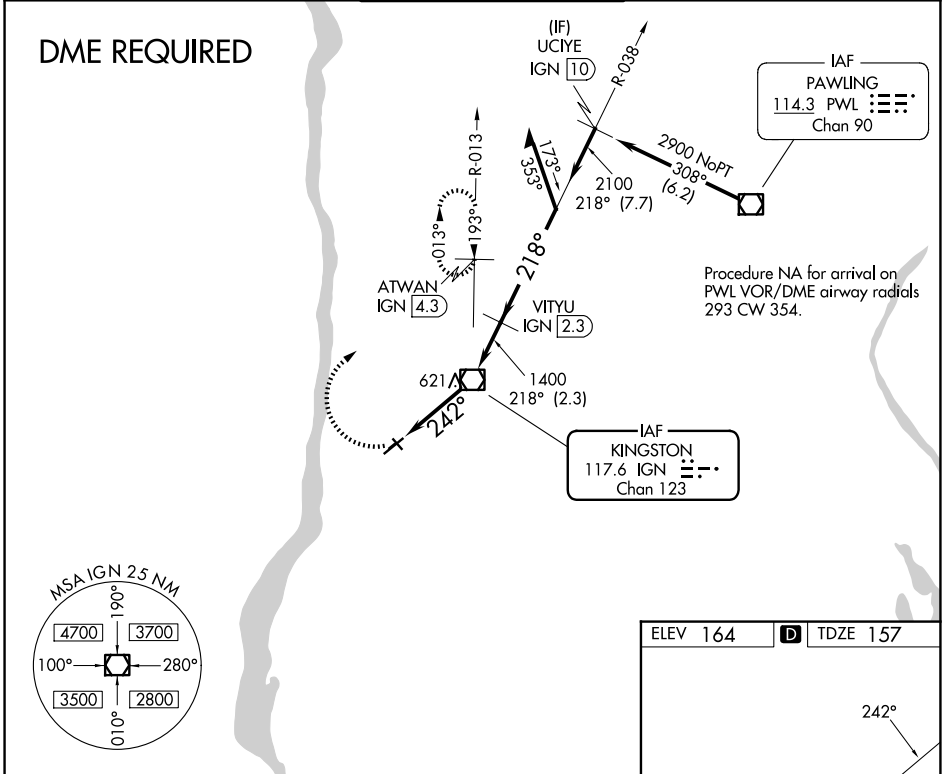 DME REQUIRED
(IF)
UCIYE
IGN 10
R-038
IAF
PAWLING
114.3 PWL
Chan 90
2900 NoPT
308°
(6.2)
173°
353°
2100
218° (7.7)
R-013
013°
193°
218°
ATWAN
IGN 4.3
VITYU
IGN 2.3
Procedure NA for arrival on
PWL VOR/DME airway radials
293 CW 354.
621
1400
218° (2.3)
242°
IAF
KINGSTON
117.6 IGN
Chan 123
MSA IGN 25 NM
190°
4700
3700
100°
280°
3500
2800
010°
ELEV 164 D TDZE 157
242°